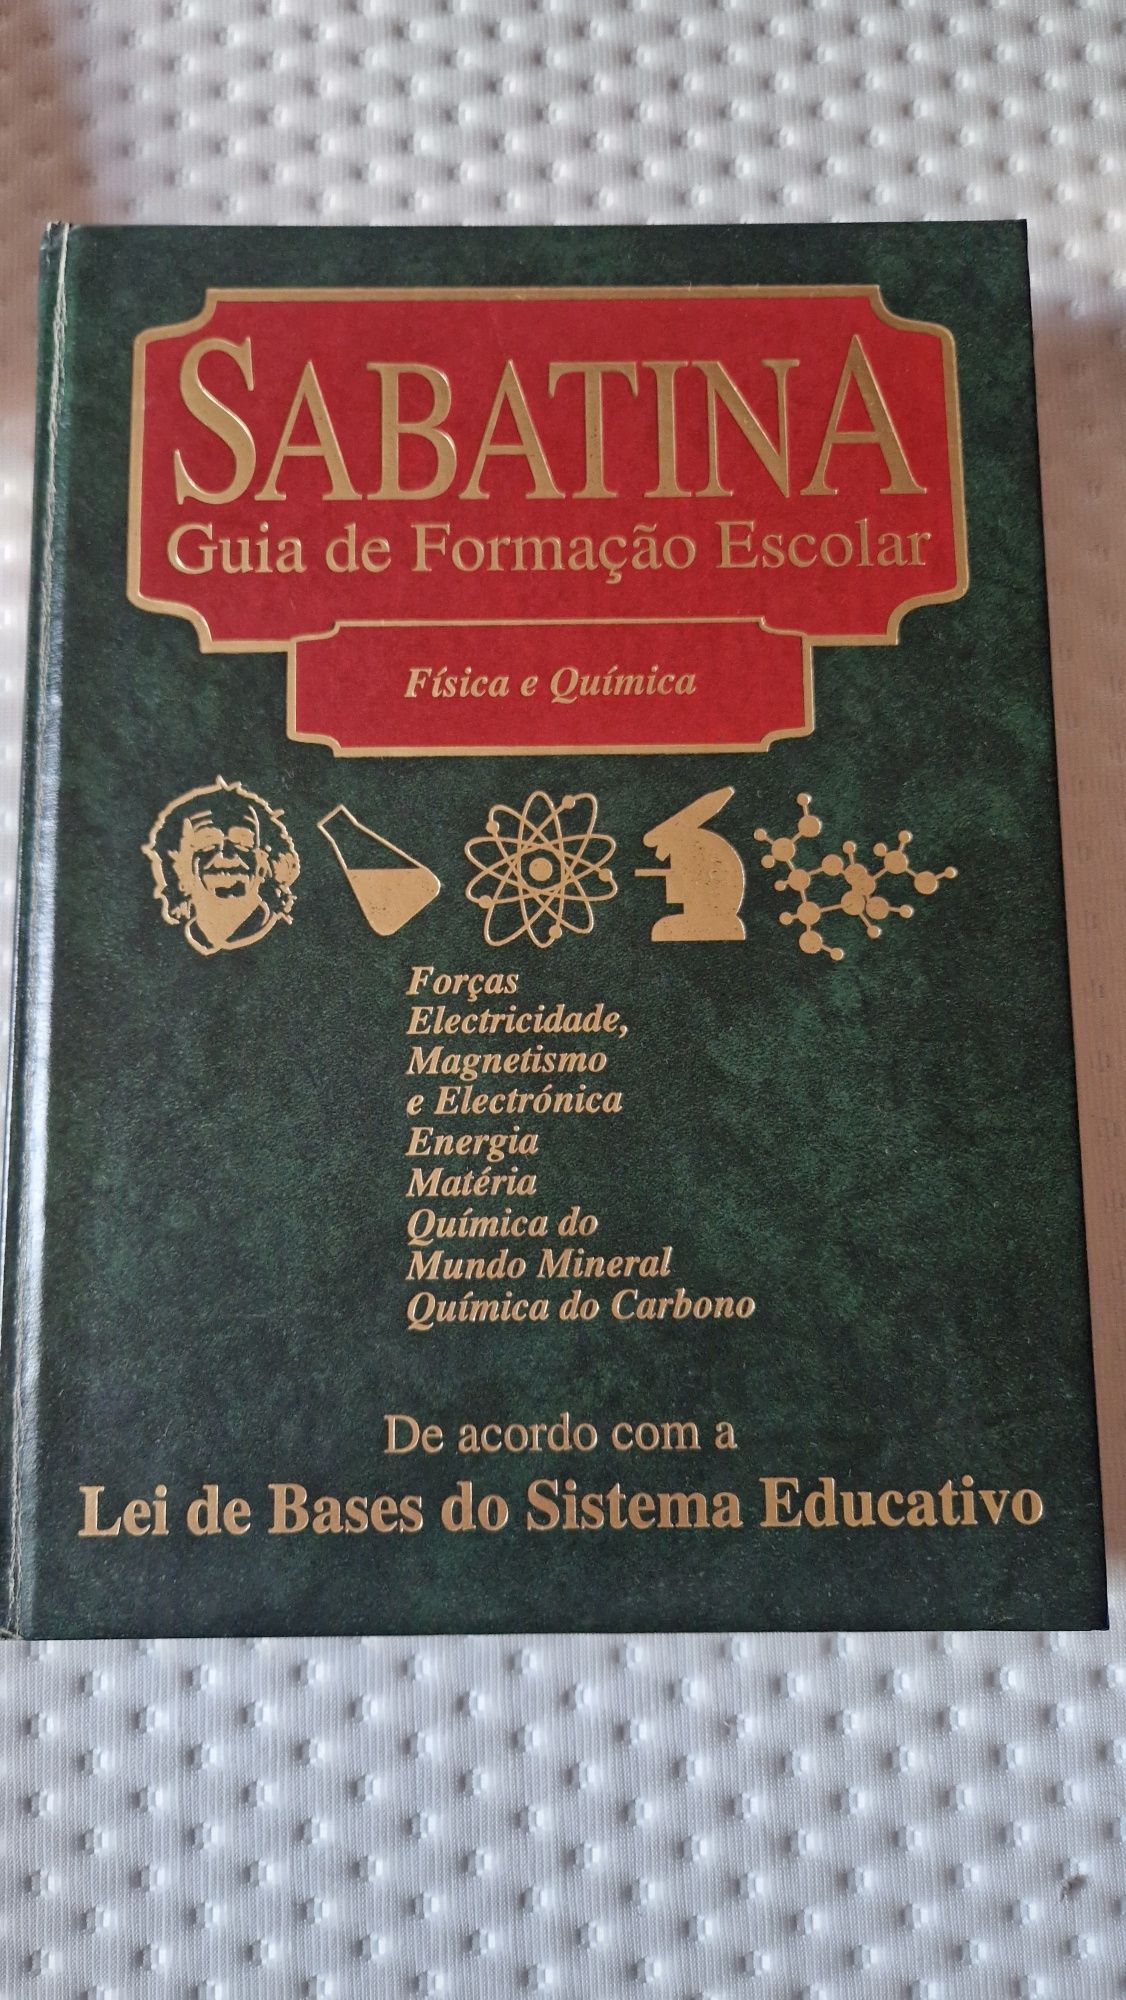 SABATINA
Guia de Formação Escolar
Física e Química
Forças
Electricidade,
Magnetismo
e Electrónica
Energia
Matéria
Química do
Mundo Mineral
Química do Carbono
De acordo com a
Lei de Bases do Sistema Educativo